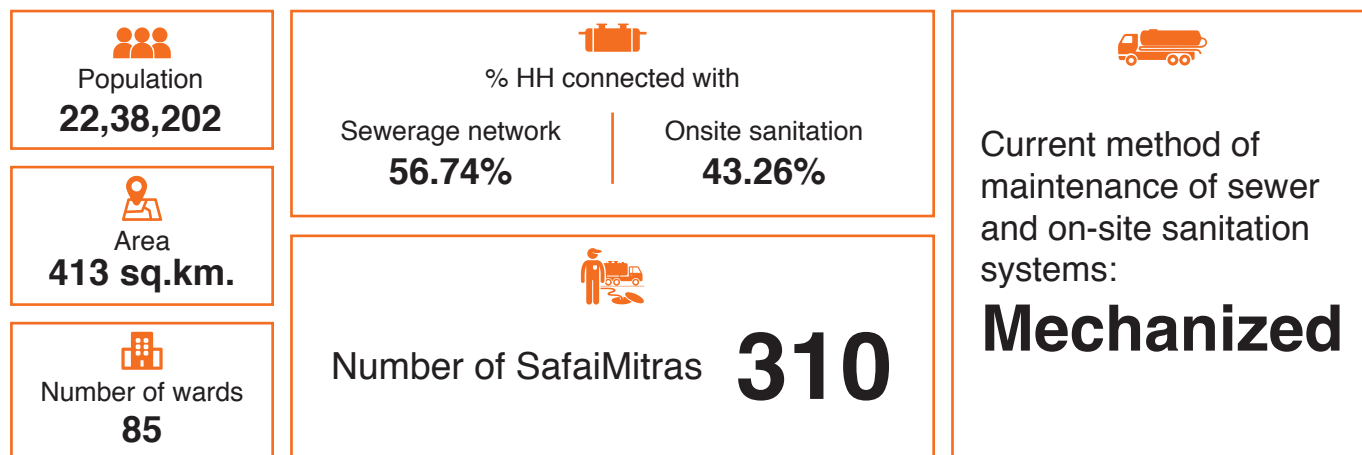 Population
22,38,202
Area
413 sq.km.
Number of wards
85
% HH connected with
Sewerage network
56.74%
Onsite sanitation
43.26%
Number of SafaiMitras 310
Current method of
maintenance of sewer
and on-site sanitation
systems:
Mechanized